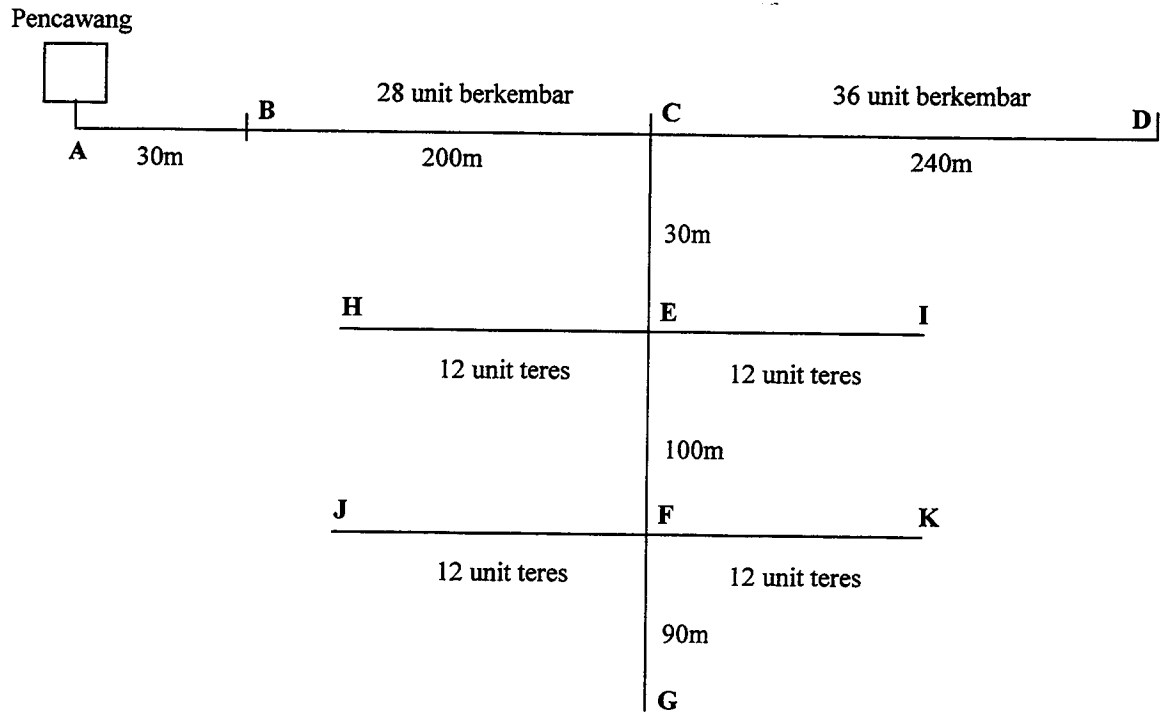 Pencawang
28 unit berkembar
36 unit berkembar
B
C
D
A
30m
200m
240m
30m
H
E
I
12 unit teres
12 unit teres
100m
J
F
K
12 unit teres
12 unit teres
90m
G